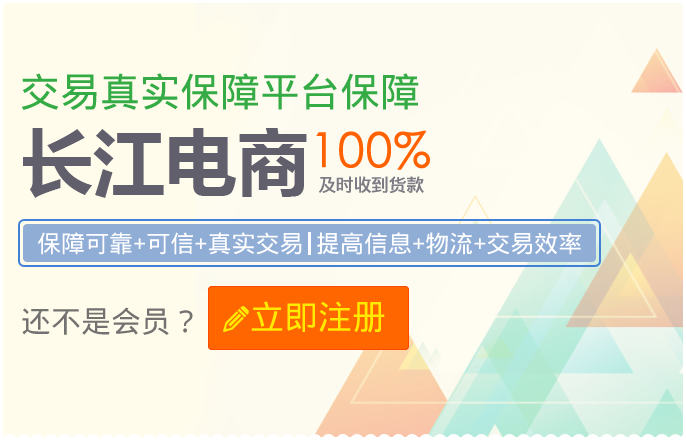 交易真实保障平台保障
长江电商 100%
及时收到货款
保障可靠+可信+真实交易|提高信息+物流+交易效率
还不是会员？ 立即注册